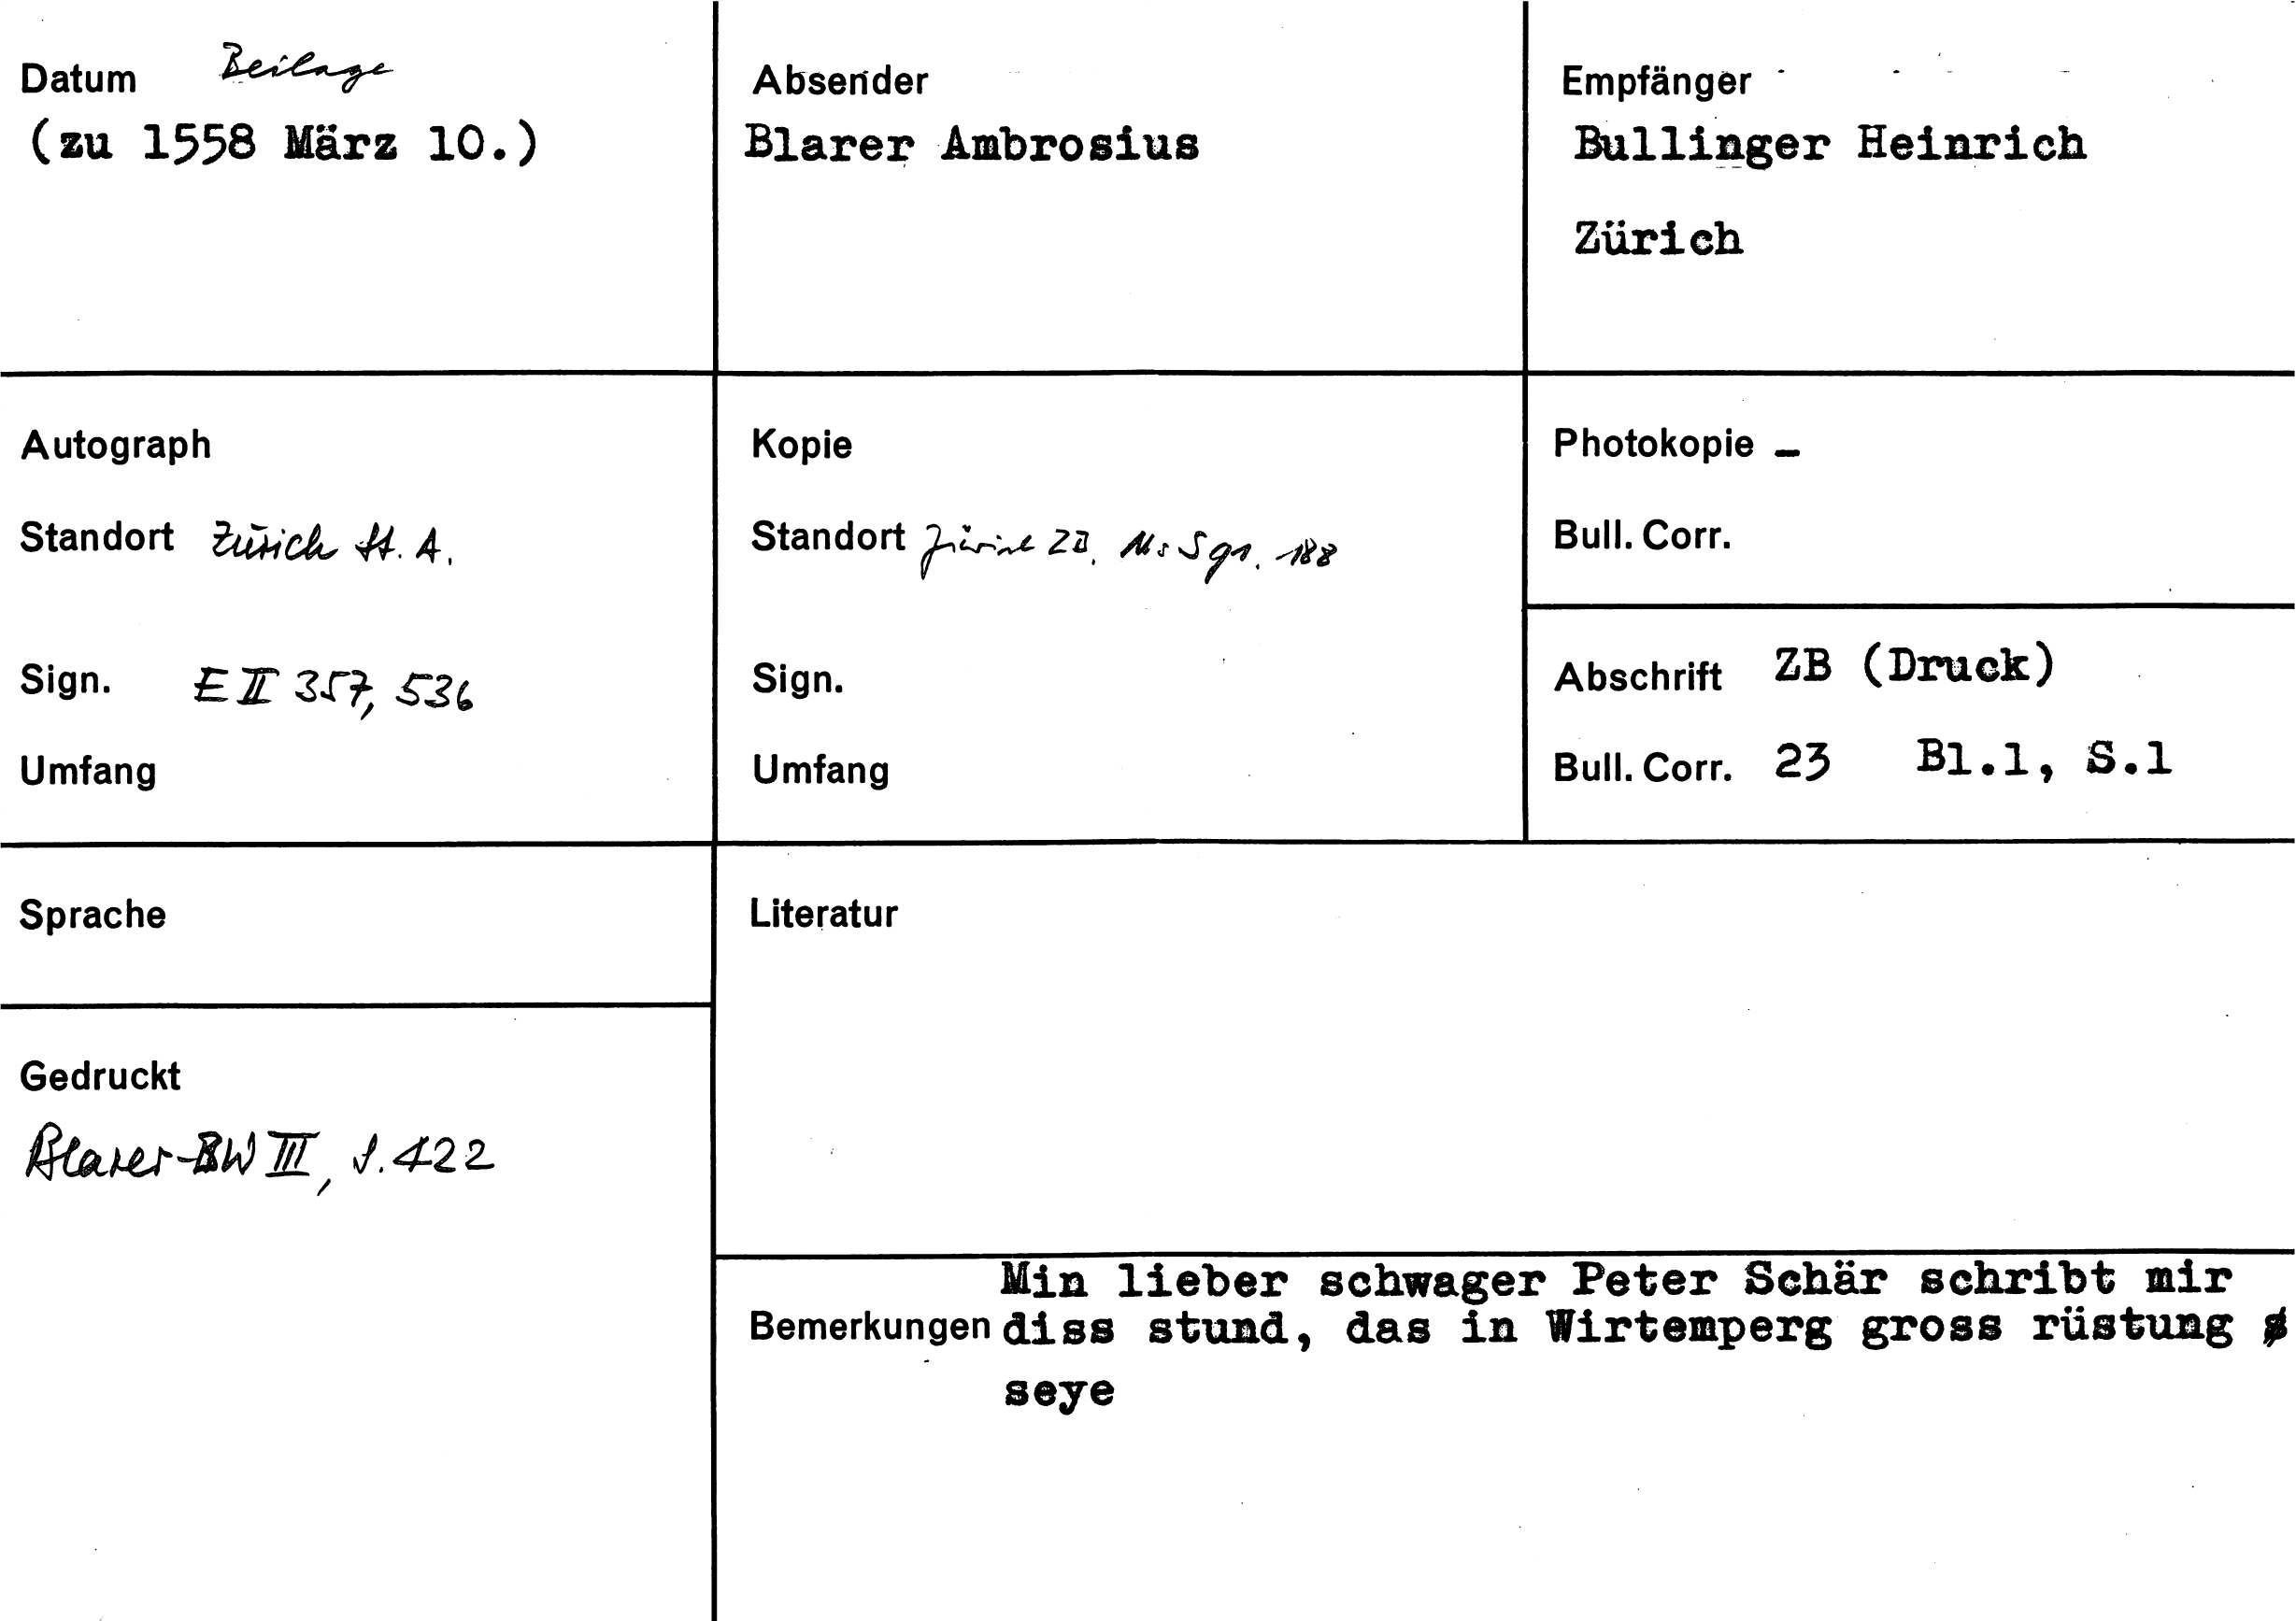 Datum Beilage
(zu 1558 März 10.)
Absender
Blarer Ambrosius
Empfänger
Bullinger Heinrich
Zürich
Autograph
Standort Zürich St. A.
Sign. E II 357, 536
Umfang
Kopie
Standort Zürich ZB. Ms S gr. 188
Sign.
Umfang
Photokopie -
Bull. Corr.
Abschrift ZB (Druck)
Bull. Corr. 23 Bl.1, S.1
Sprache
Literatur
Gedruckt
Blarer-BW III, S. 422
Min lieber schwager Peter Schär schribt mir
Bemerkungen diss stund, das in Wirtemperg gross rüstung
seye